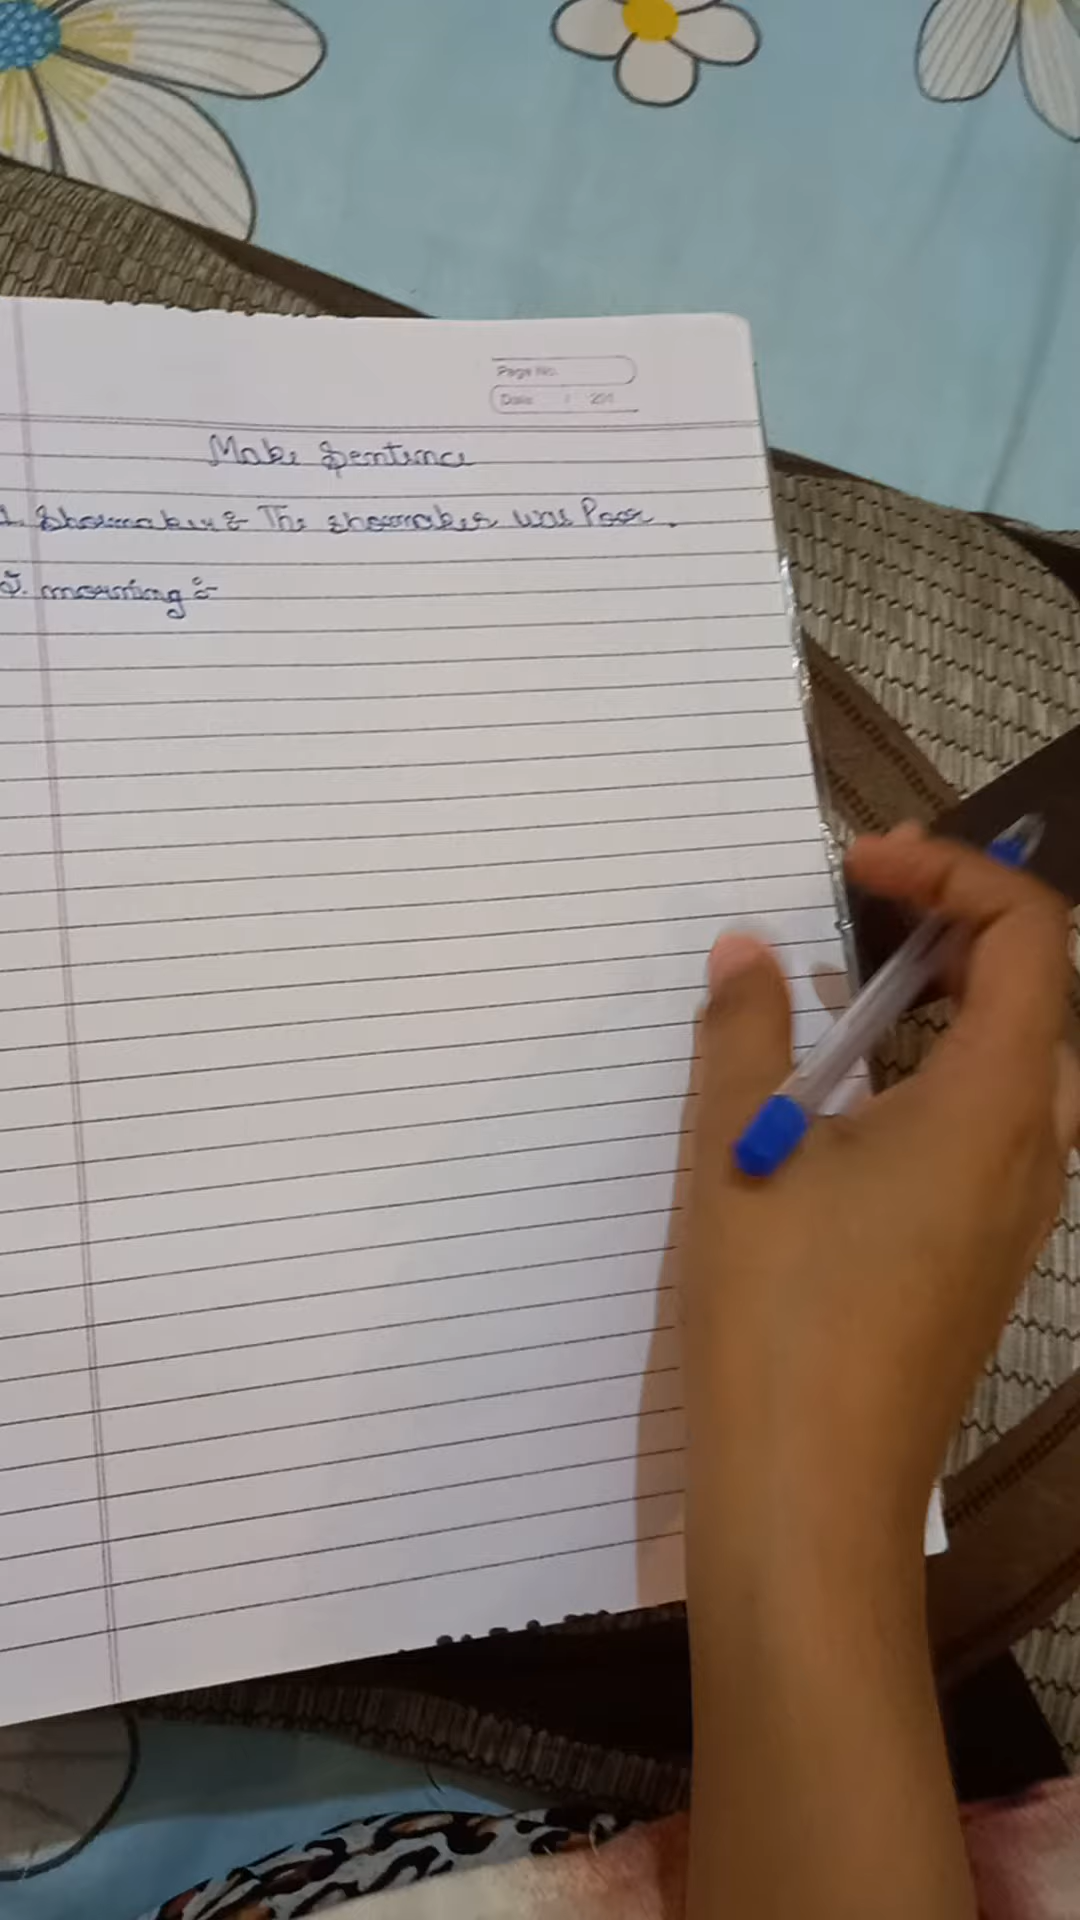 Page No.
Date / 201
Make Sentence
1. Shoemaker :- The shoemaker was Poor.
2. morning :-